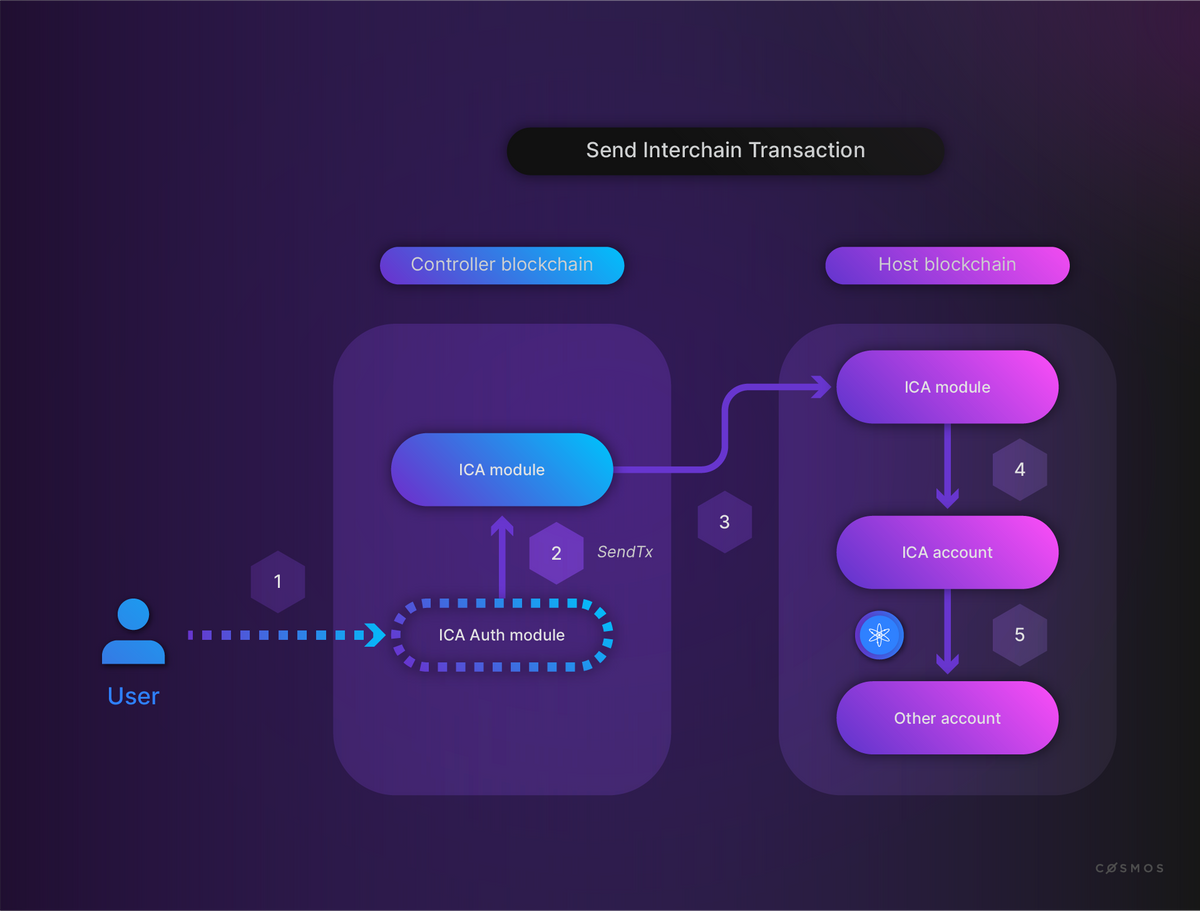 Send Interchain Transaction
Controller blockchain
Host blockchain
ICA module
ICA module
4
ICA account
3
2
SendTx
1
ICA Auth module
5
User
Other account
CØSMOS